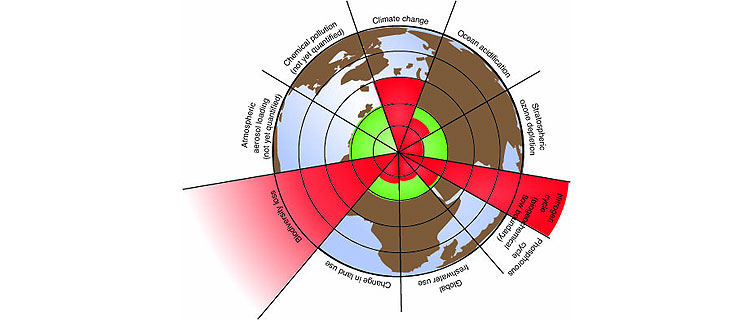 Climate change
Ocean acidification
Stratospheric
ozone depletion
Nitrogen
cycle
(biogeochemical
flow boundary)
Phosphorous
cycle
Global
freshwater use
Change in land use
Biodiversity loss
Atmospheric
aerosol loading
(not yet quantified)
Chemical pollution
(not yet quantified)